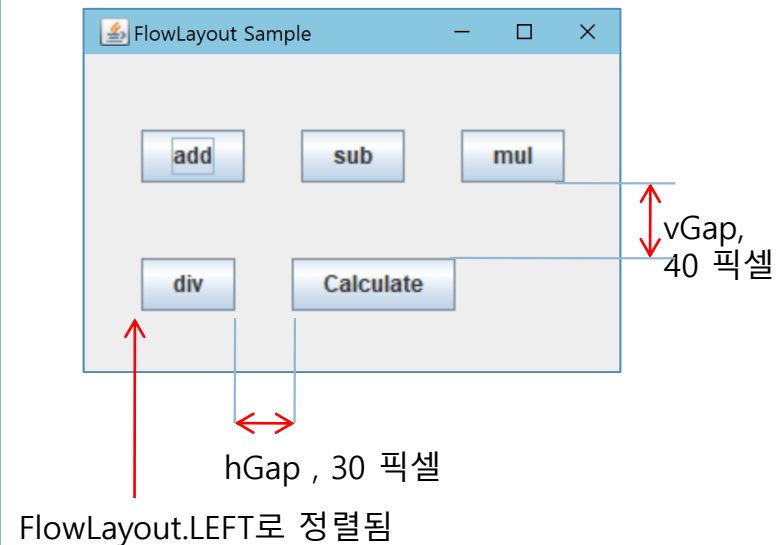 FlowLayout Sample
add
sub
mul
vGap,
40 픽셀
div
Calculate
hGap , 30 픽셀
FlowLayout.LEFT로 정렬됨